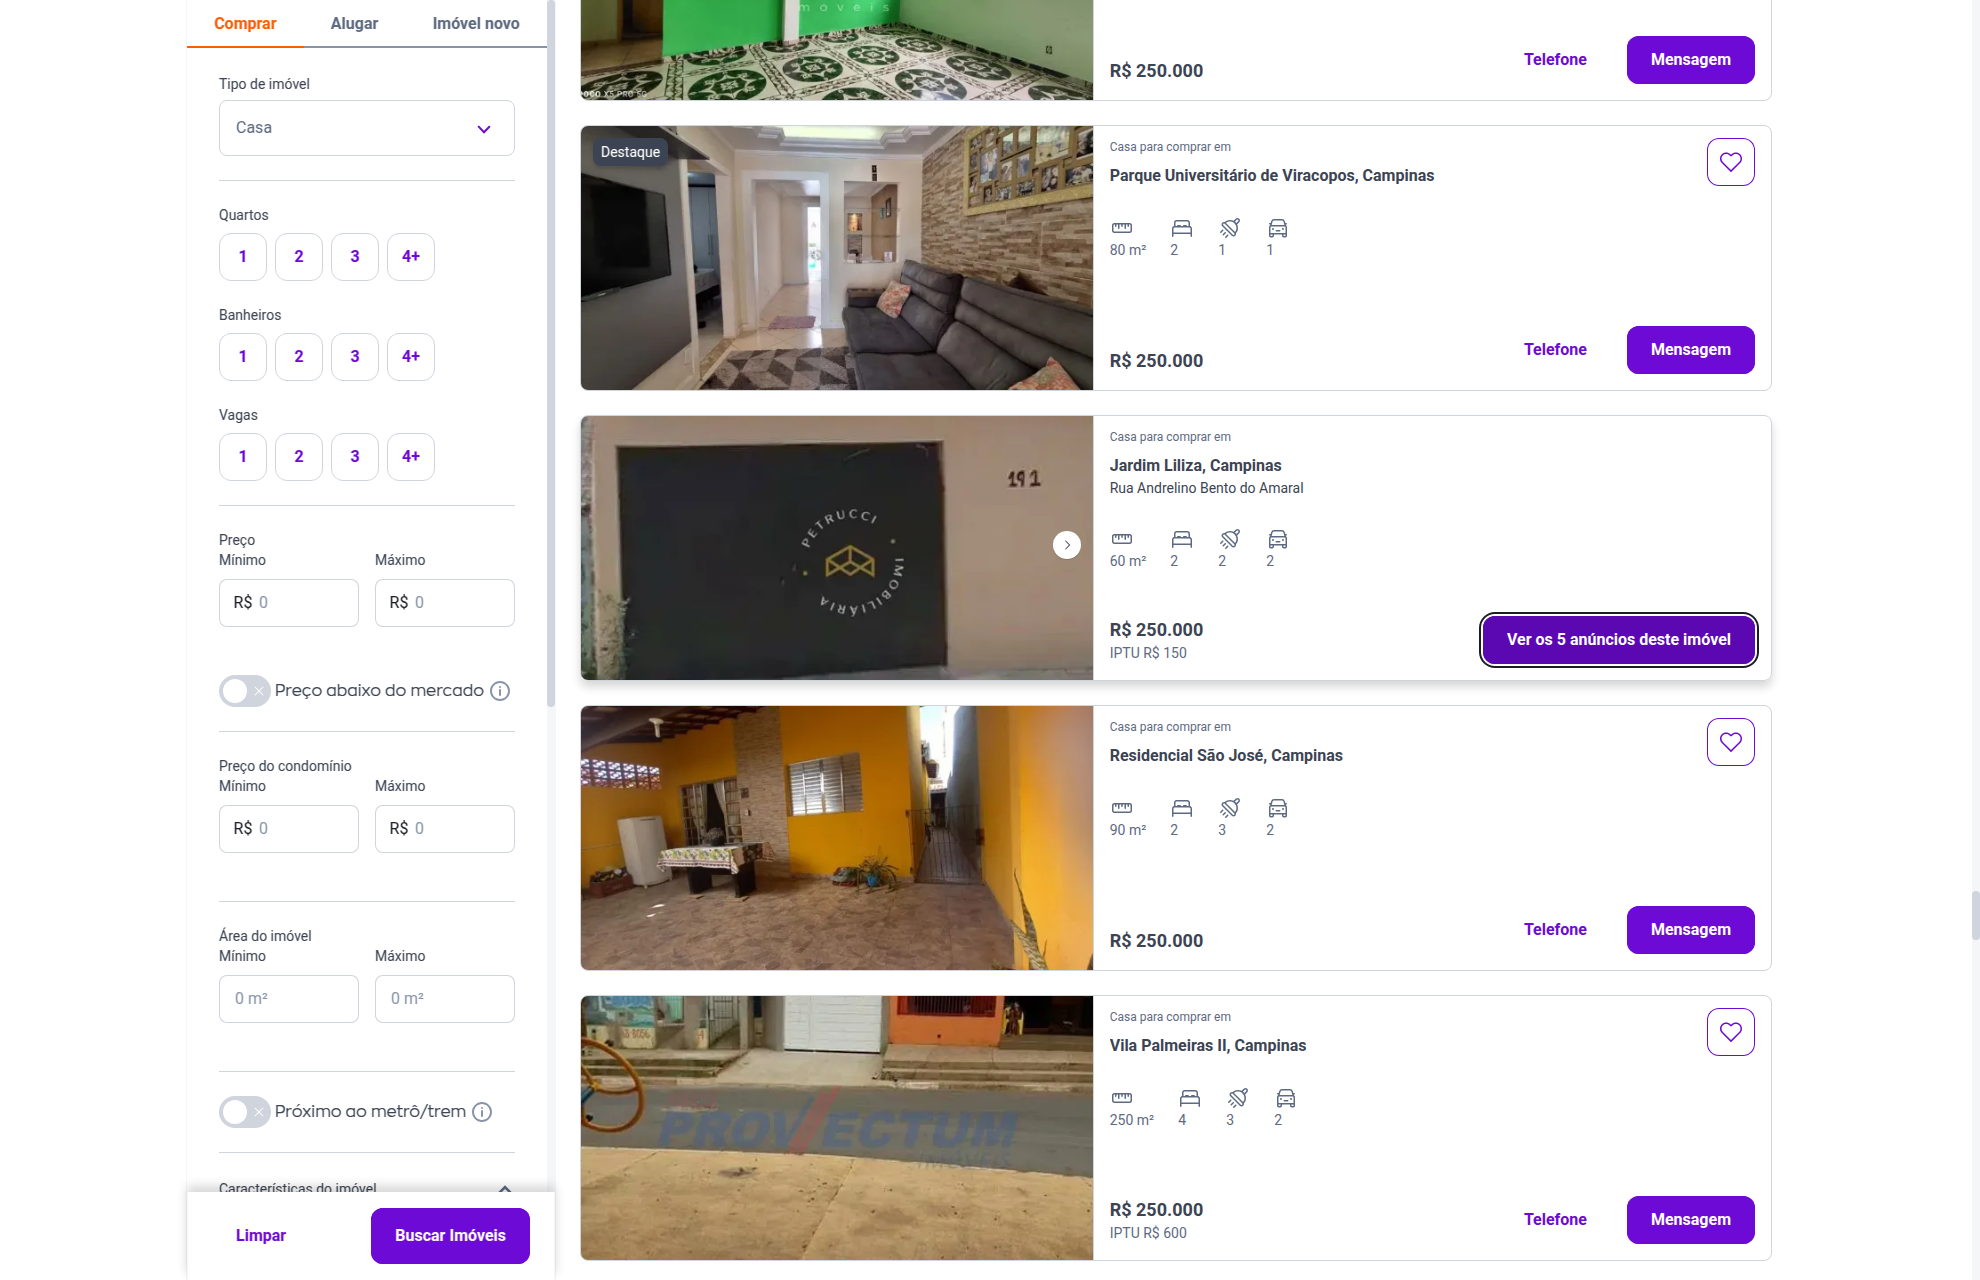 Comprar
Alugar
Imóvel novo
Tipo de imóvel
Casa
Quartos
1
2
3
4+
Banheiros
1
2
3
4+
Vagas
1
2
3
4+
Preço
Mínimo
Máximo
R$ 0
R$ 0
Preço abaixo do mercado
Preço do condomínio
Mínimo
Máximo
R$ 0
R$ 0
Área do imóvel
Mínimo
Máximo
0 m²
0 m²
Próximo ao metrô/trem
Características do imóvel
Limpar
Buscar Imóveis
imóveis
POCO X5 PRO 5G
R$ 250.000
Telefone
Mensagem
Destaque
Casa para comprar em
Parque Universitário de Viracopos, Campinas
80 m²
2
1
1
R$ 250.000
Telefone
Mensagem
191
PETRUCCI
IMOBILIÁRIA
Casa para comprar em
Jardim Liliza, Campinas
Rua Andrelino Bento do Amaral
60 m²
2
2
2
R$ 250.000
IPTU R$ 150
Ver os 5 anúncios deste imóvel
Casa para comprar em
Residencial São José, Campinas
90 m²
2
3
2
R$ 250.000
Telefone
Mensagem
PROVECTUM
IMÓVEIS
Casa para comprar em
Vila Palmeiras II, Campinas
250 m²
4
3
2
R$ 250.000
IPTU R$ 600
Telefone
Mensagem